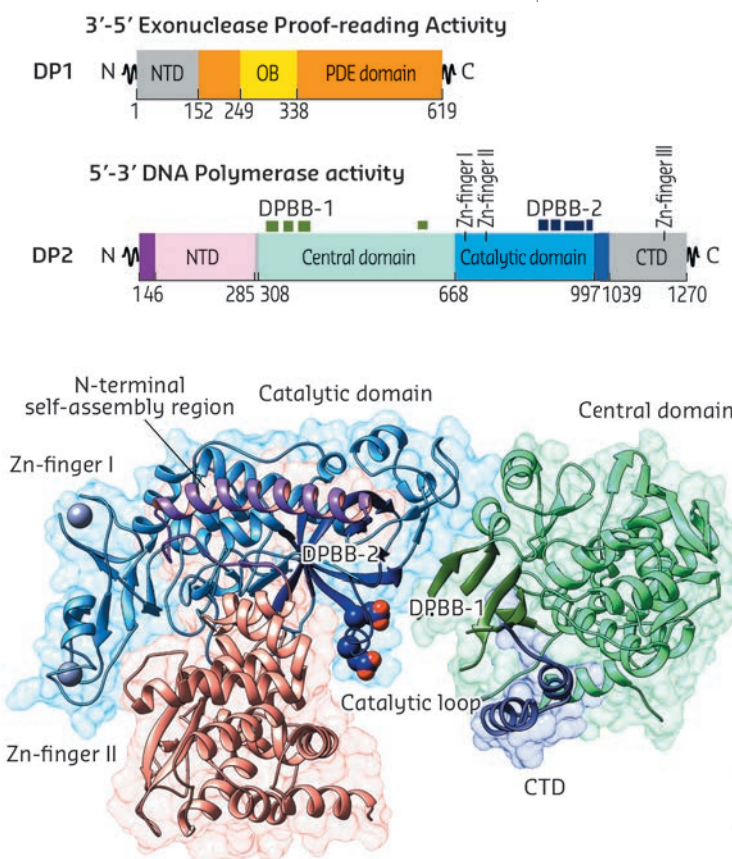 3′-5′ Exonuclease Proof-reading Activity
DP1 N NTD OB PDE domain C
1 152 249 338 619
5′-3′ DNA Polymerase activity
Zn-finger I
Zn-finger II
Zn-finger III
DPBB-1 DPBB-2
DP2 N NTD Central domain Catalytic domain CTD C
146 285 308 668 997 1039 1270
N-terminal
self-assembly region
Catalytic domain
Central domain
Zn-finger I
DPBB-2
DPBB-1
Catalytic loop
Zn-finger II
CTD